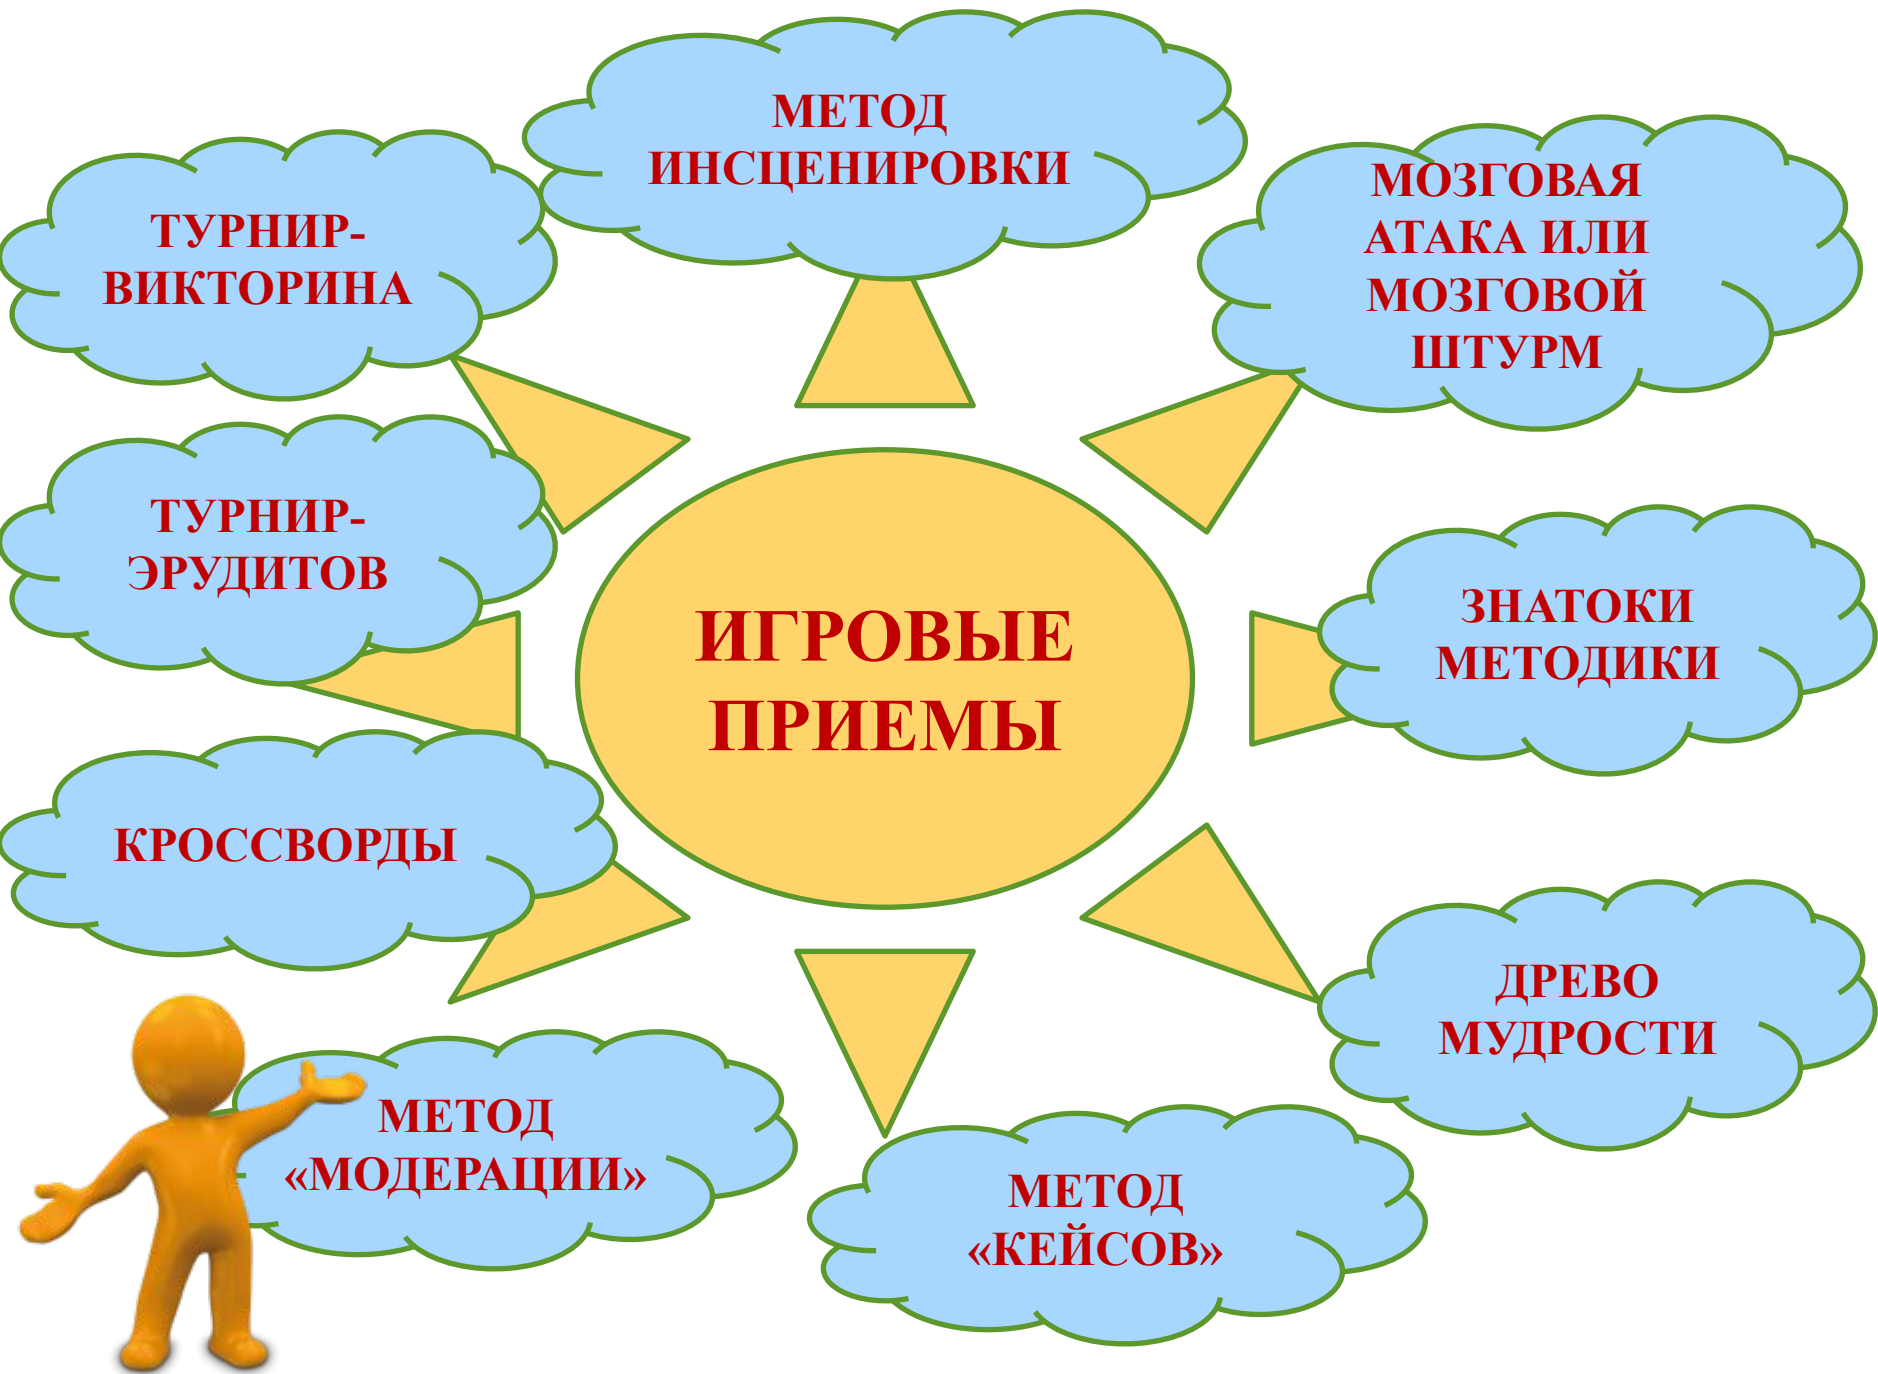 МЕТОД
ИНСЦЕНИРОВКИ
МОЗГОВАЯ
АТАКА ИЛИ
МОЗГОВОЙ
ШТУРМ
ТУРНИР-
ВИКТОРИНА
ТУРНИР-
ЭРУДИТОВ
ИГРОВЫЕ
ПРИЕМЫ
ЗНАТОКИ
МЕТОДИКИ
КРОССВОРДЫ
ДРЕВО
МУДРОСТИ
МЕТОД
«МОДЕРАЦИИ»
МЕТОД
«КЕЙСОВ»